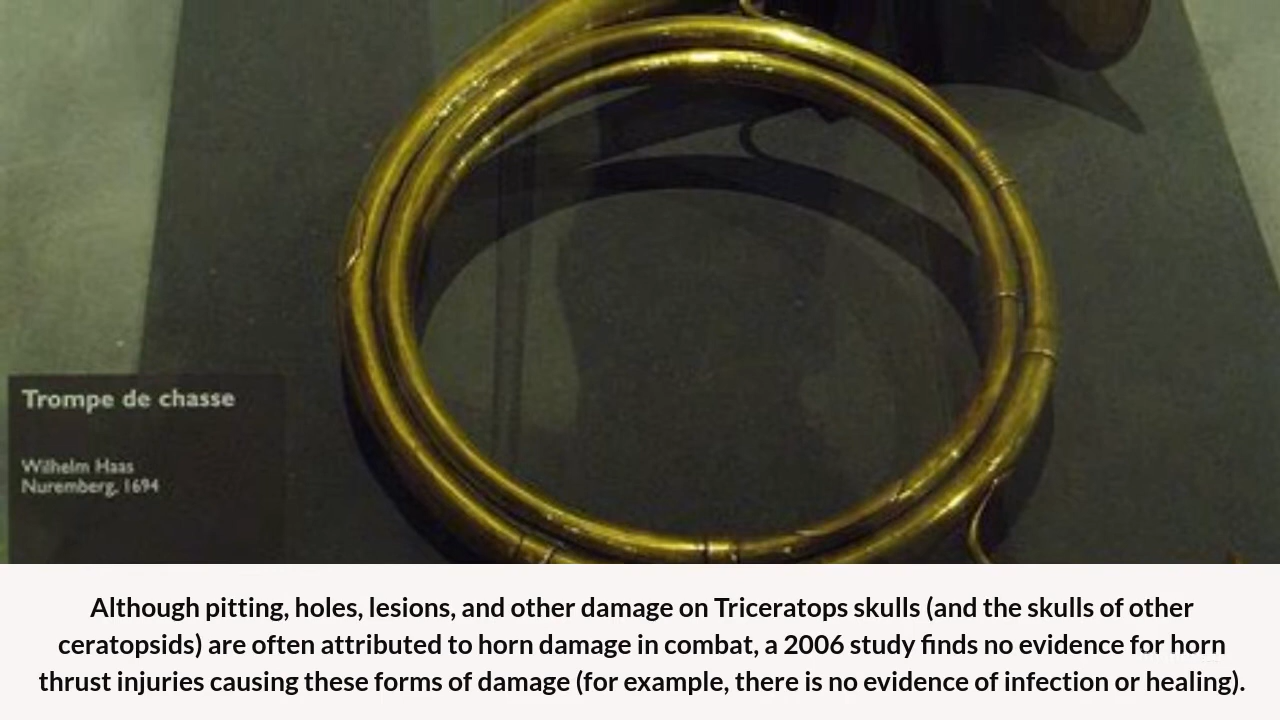 Trompe de chasse
Wilhelm Haas
Nuremberg, 1694
Although pitting, holes, lesions, and other damage on Triceratops skulls (and the skulls of other
ceratopsids) are often attributed to horn damage in combat, a 2006 study finds no evidence for horn
thrust injuries causing these forms of damage (for example, there is no evidence of infection or healing).